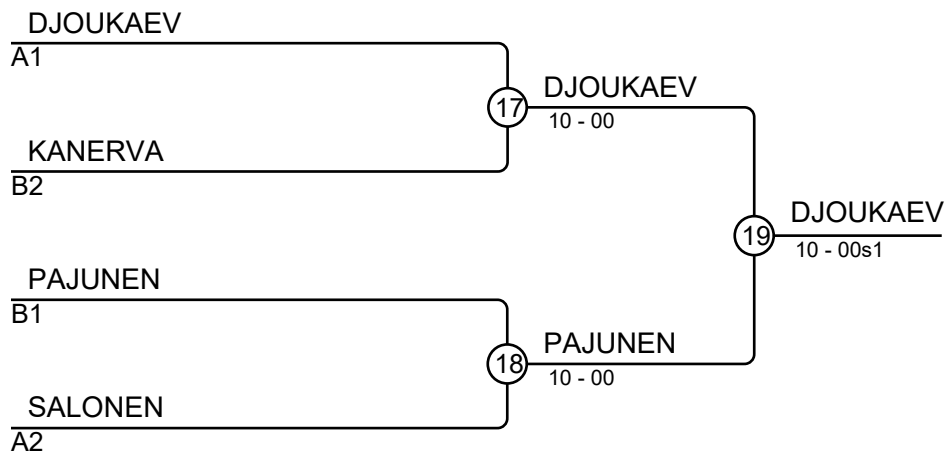 DJOUKAEV
A1
17
DJOUKAEV
10 - 00
KANERVA
B2
19
DJOUKAEV
10 - 00s1
PAJUNEN
B1
18
PAJUNEN
10 - 00
SALONEN
A2